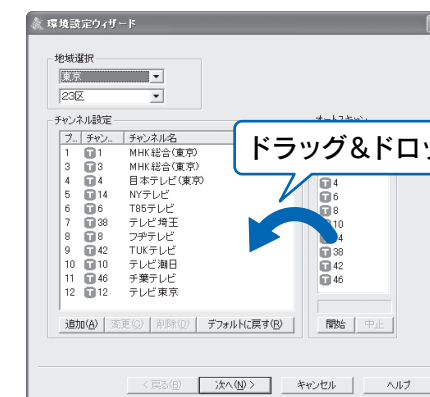 環境設定ウィザード
地域選択
東京
23区
チャンネル設定
プ.. チャン.. チャンネル名
1 T 1 MHK総合(東京)
3 T 3 MHK総合(東京)
4 T 4 日本テレビ(東京)
5 T 14 NYテレビ
6 T 6 T85テレビ
7 T 38 テレビ埼玉
8 T 8 フヂテレビ
9 T 42 TUKテレビ
10 T 10 テレビ潮日
11 T 46 千葉テレビ
12 T 12 テレビ東京
追加(A) 変更(C) 削除(D) デフォルトに戻す(R)
オートスキャン
ドラッグ&ドロッ
T 4
T 6
T 8
10
4
T 38
T 42
T 46
開始 中止
< 戻る(B) 次へ(N) > キャンセル ヘルプ